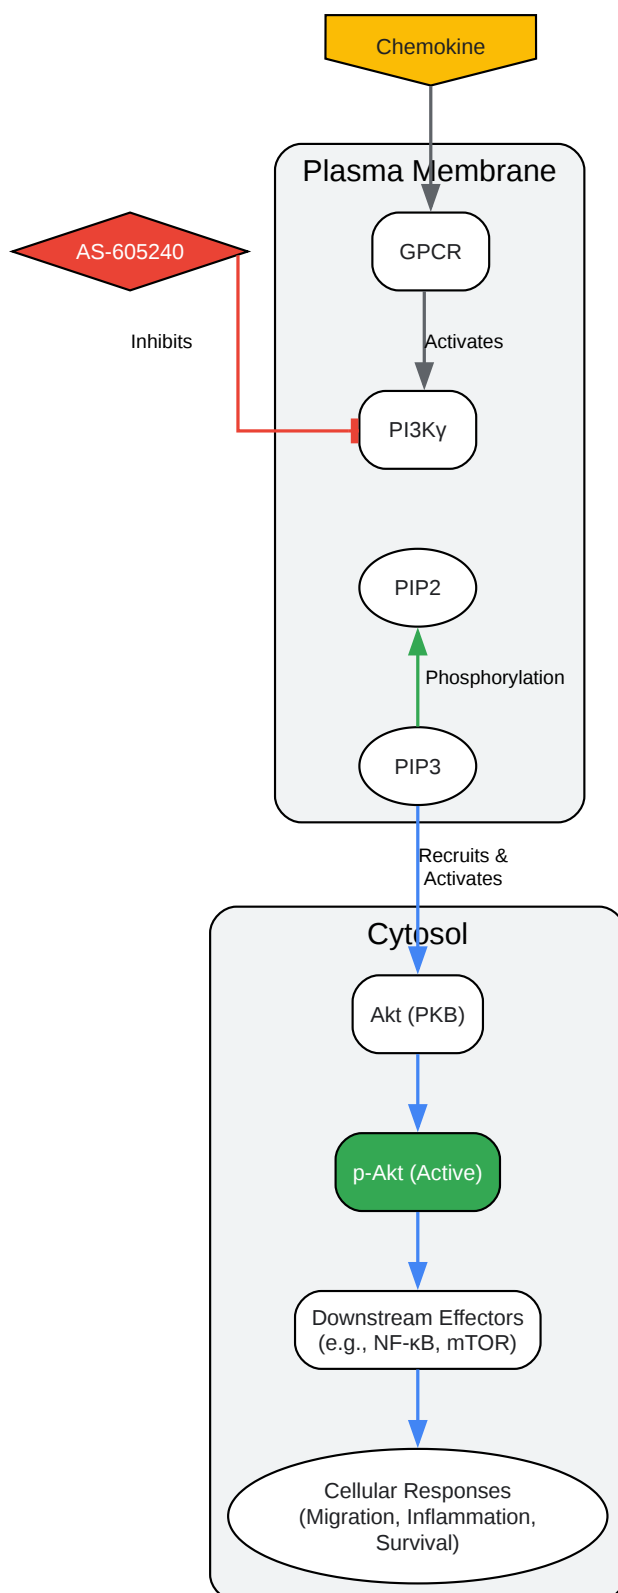 Chemokine
Plasma Membrane
AS-605240
GPCR
Inhibits
Activates
PI3Kγ
PIP2
Phosphorylation
PIP3
Recruits &
Activates
Cytosol
Akt (PKB)
p-Akt (Active)
Downstream Effectors
(e.g., NF-κB, mTOR)
Cellular Responses
(Migration, Inflammation,
Survival)